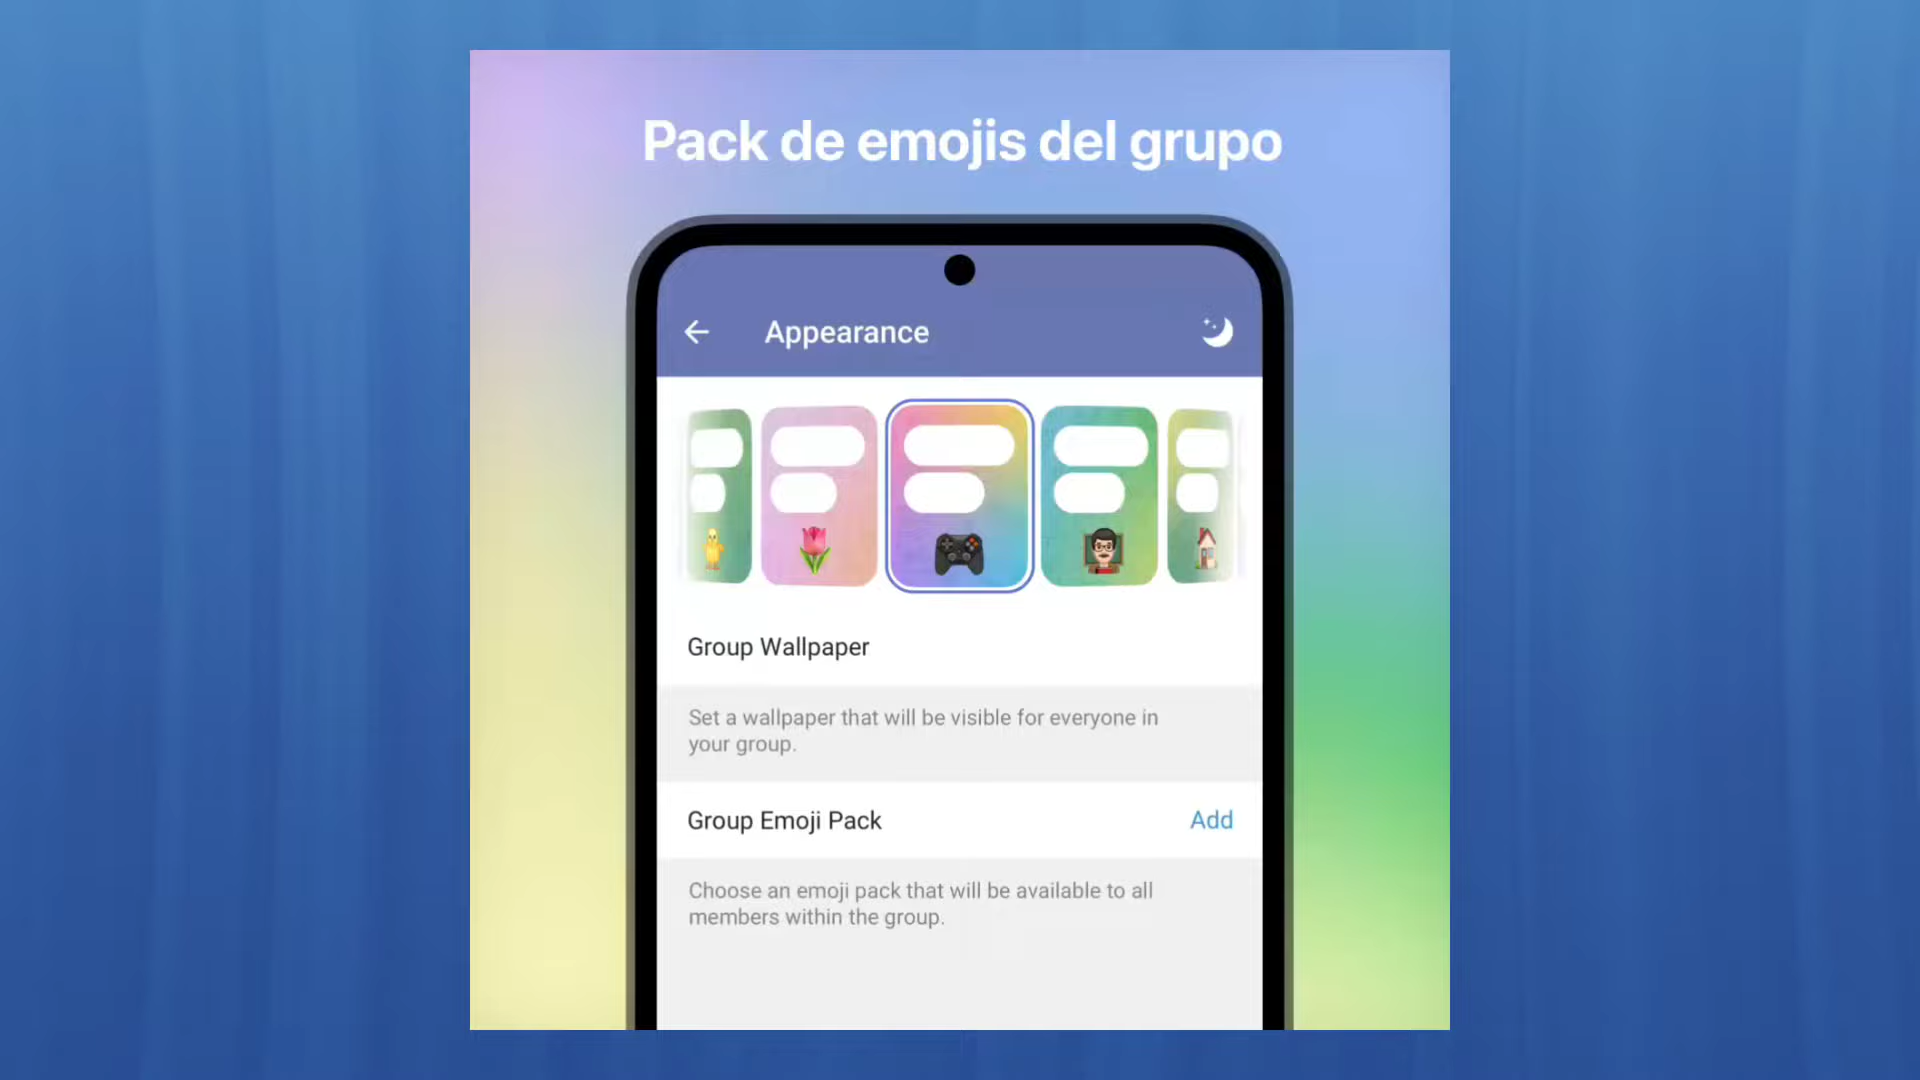 Pack de emojis del grupo
Appearance
Group Wallpaper
Set a wallpaper that will be visible for everyone in
your group.
Group Emoji Pack
Add
Choose an emoji pack that will be available to all
members within the group.